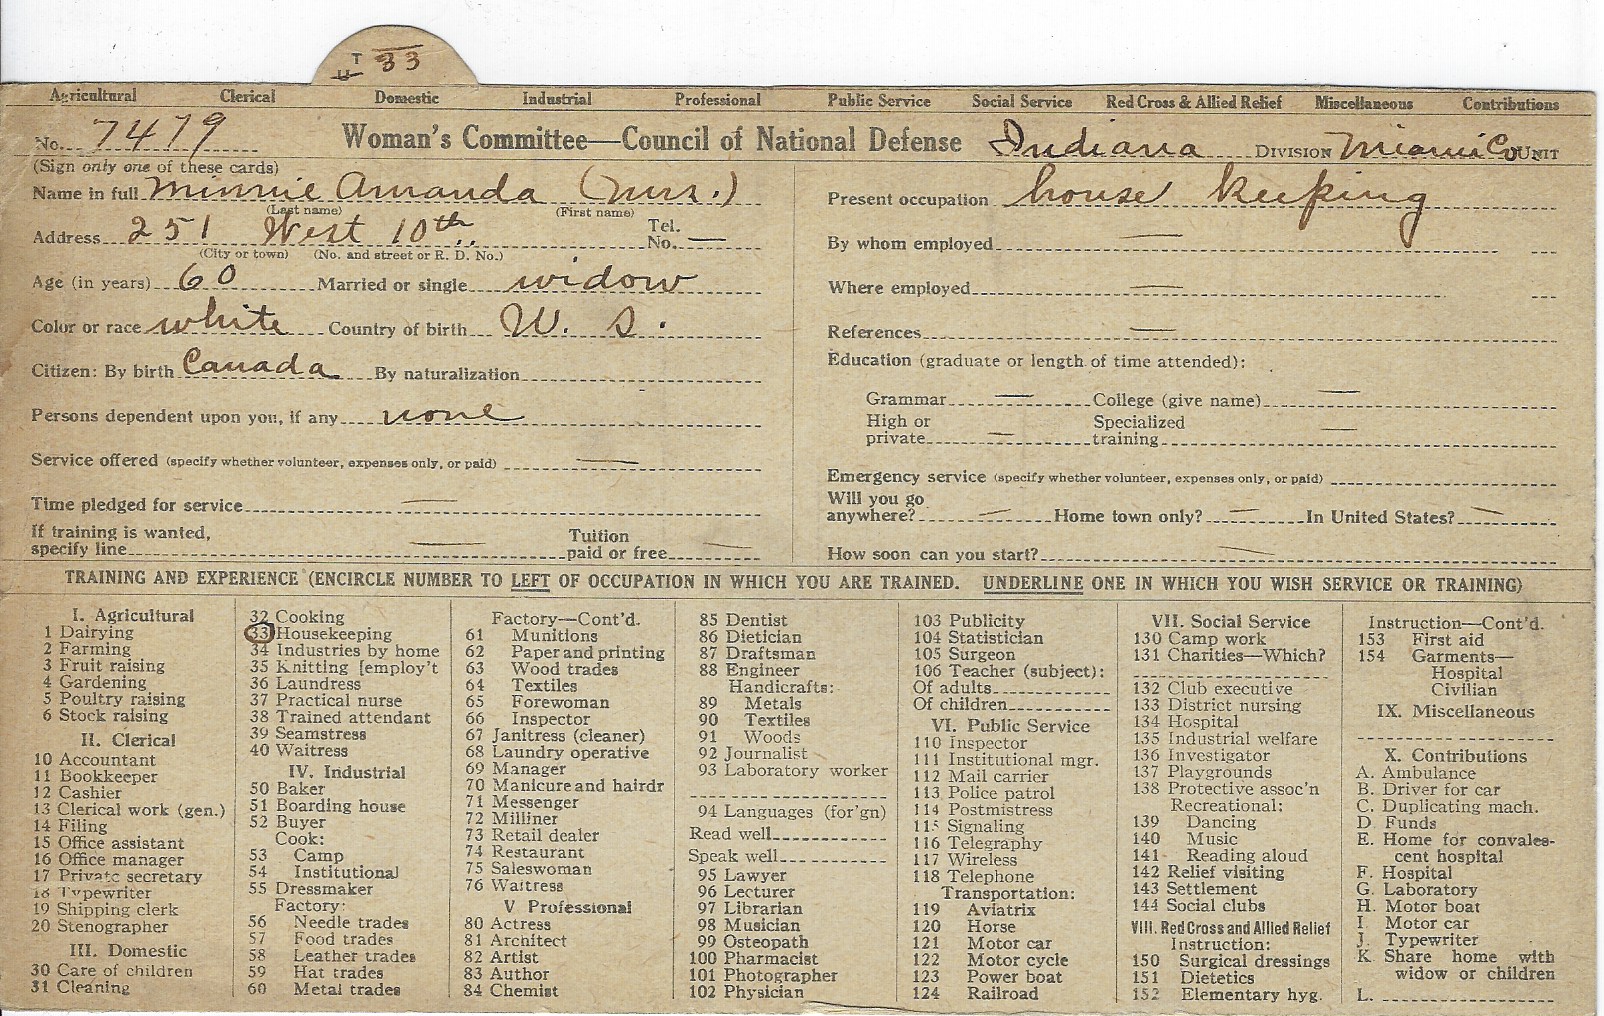 T 33
U
Agricultural Clerical Domestic Industrial Professional Public Service Social Service Red Cross & Allied Relief Miscellaneous Contributions
No. 7479 Woman's Committee—Council of National Defense Indiana DIVISION Miami Co UNIT
(Sign only one of these cards)
Name in full Minnie Amanda (Mrs.)
(Last name) (First name)
Address 251 West 10th. Tel. No. —
(City or town) (No. and street or R. D. No.)
Age (in years) 60 Married or single widow
Color or race white Country of birth U. S.
Citizen: By birth Canada By naturalization
Persons dependent upon you, if any none
Service offered (specify whether volunteer, expenses only, or paid) —
Time pledged for service —
If training is wanted, specify line — Tuition paid or free —
Present occupation house keeping
By whom employed —
Where employed —
References —
Education (graduate or length of time attended):
Grammar — College (give name) —
High or private — Specialized training —
Emergency service (specify whether volunteer, expenses only, or paid)
Will you go anywhere? — Home town only? — In United States? —
How soon can you start? —
TRAINING AND EXPERIENCE (ENCIRCLE NUMBER TO LEFT OF OCCUPATION IN WHICH YOU ARE TRAINED. UNDERLINE ONE IN WHICH YOU WISH SERVICE OR TRAINING)
I. Agricultural
1 Dairying
2 Farming
3 Fruit raising
4 Gardening
5 Poultry raising
6 Stock raising
II. Clerical
10 Accountant
11 Bookkeeper
12 Cashier
13 Clerical work (gen.)
14 Filing
15 Office assistant
16 Office manager
17 Private secretary
18 Typewriter
19 Shipping clerk
20 Stenographer
III. Domestic
30 Care of children
31 Cleaning
32 Cooking
33 Housekeeping
34 Industries by home
35 Knitting [employ't
36 Laundress
37 Practical nurse
38 Trained attendant
39 Seamstress
40 Waitress
IV. Industrial
50 Baker
51 Boarding house
52 Buyer
Cook:
53 Camp
54 Institutional
55 Dressmaker
Factory:
56 Needle trades
57 Food trades
58 Leather trades
59 Hat trades
60 Metal trades
Factory—Cont'd.
61 Munitions
62 Paper and printing
63 Wood trades
64 Textiles
65 Forewoman
66 Inspector
67 Janitress (cleaner)
68 Laundry operative
69 Manager
70 Manicure and hairdr
71 Messenger
72 Milliner
73 Retail dealer
74 Restaurant
75 Saleswoman
76 Waitress
V Professional
80 Actress
81 Architect
82 Artist
83 Author
84 Chemist
85 Dentist
86 Dietician
87 Draftsman
88 Engineer
Handicrafts:
89 Metals
90 Textiles
91 Woods
92 Journalist
93 Laboratory worker
94 Languages (for'gn)
Read well
Speak well
95 Lawyer
96 Lecturer
97 Librarian
98 Musician
99 Osteopath
100 Pharmacist
101 Photographer
102 Physician
103 Publicity
104 Statistician
105 Surgeon
106 Teacher (subject):
Of adults
Of children
VI. Public Service
110 Inspector
111 Institutional mgr.
112 Mail carrier
113 Police patrol
114 Postmistress
115 Signaling
116 Telegraphy
117 Wireless
118 Telephone
Transportation:
119 Aviatrix
120 Horse
121 Motor car
122 Motor cycle
123 Power boat
124 Railroad
VII. Social Service
130 Camp work
131 Charities—Which?
132 Club executive
133 District nursing
134 Hospital
135 Industrial welfare
136 Investigator
137 Playgrounds
138 Protective assoc'n
Recreational:
139 Dancing
140 Music
141 Reading aloud
142 Relief visiting
143 Settlement
144 Social clubs
VIII. Red Cross and Allied Relief
Instruction:
150 Surgical dressings
151 Dietetics
152 Elementary hyg.
Instruction—Cont'd.
153 First aid
154 Garments—
Hospital
Civilian
IX. Miscellaneous
X. Contributions
A. Ambulance
B. Driver for car
C. Duplicating mach.
D. Funds
E. Home for convales-
cent hospital
F. Hospital
G. Laboratory
H. Motor boat
I Motor car
J. Typewriter
K. Share home with
widow or children
L.